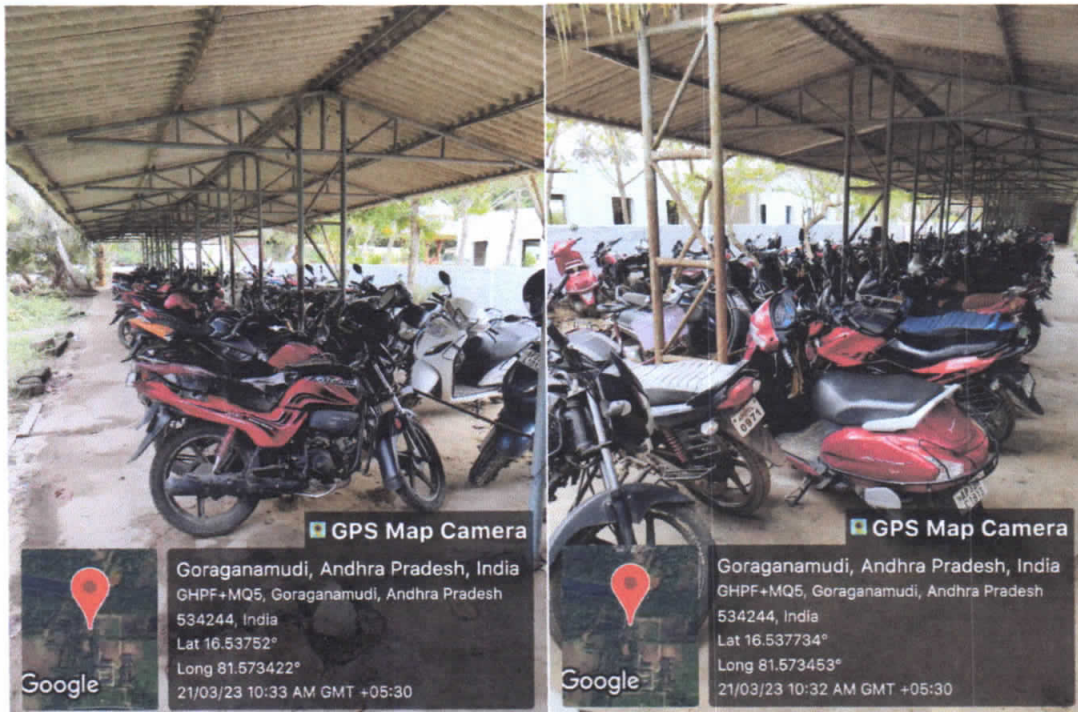 0971
GPS Map Camera
Goraganamudi, Andhra Pradesh, India
GHPF+MQ5, Goraganamudi, Andhra Pradesh
534244, India
Lat 16.53752°
Long 81.573422°
21/03/23 10:33 AM GMT +05:30
Google
GPS Map Camera
Goraganamudi, Andhra Pradesh, India
GHPF+MQ5, Goraganamudi, Andhra Pradesh
534244, India
Lat 16.537734°
Long 81.573453°
21/03/23 10:32 AM GMT +05:30
Google